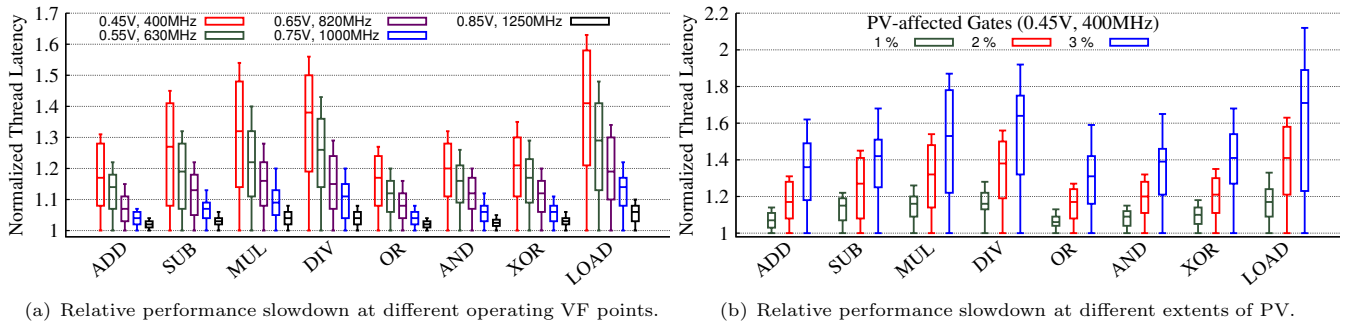 0.45V, 400MHz 0.65V, 820MHz 0.85V, 1250MHz
0.55V, 630MHz 0.75V, 1000MHz
Normalized Thread Latency
1.7
1.6
1.5
1.4
1.3
1.2
1.1
1
ADD SUB MUL DIV OR AND XOR LOAD
(a) Relative performance slowdown at different operating VF points.
PV-affected Gates (0.45V, 400MHz)
1 % 2 % 3 %
Normalized Thread Latency
2.2
2
1.8
1.6
1.4
1.2
1
ADD SUB MUL DIV OR AND XOR LOAD
(b) Relative performance slowdown at different extents of PV.